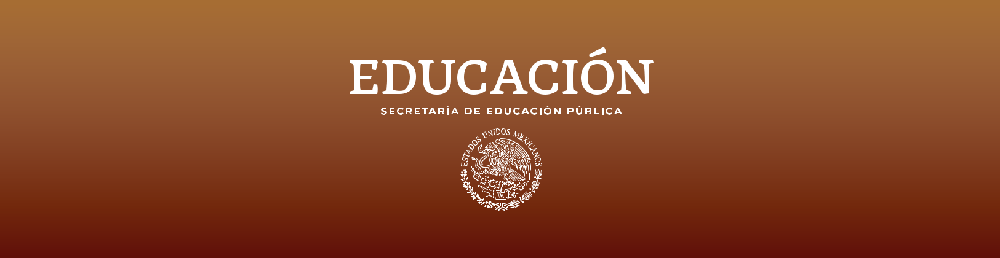 EDUCACIÓN
SECRETARÍA DE EDUCACIÓN PÚBLICA
ESTADOS UNIDOS MEXICANOS